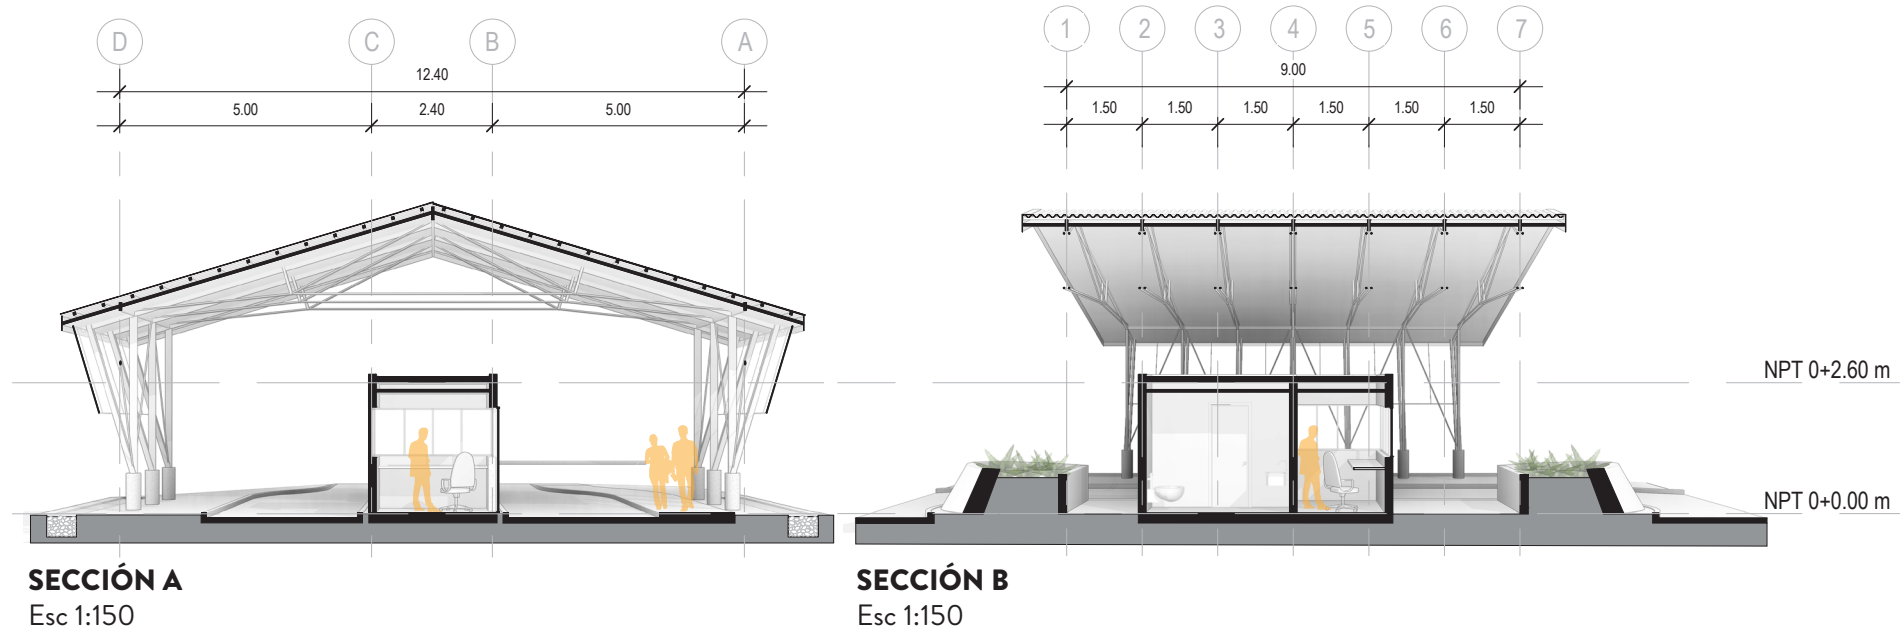 D C B A
12.40
5.00 2.40 5.00
1 2 3 4 5 6 7
9.00
1.50 1.50 1.50 1.50 1.50 1.50
NPT 0+2.60 m
NPT 0+0.00 m
SECCIÓN A
Esc 1:150
SECCIÓN B
Esc 1:150